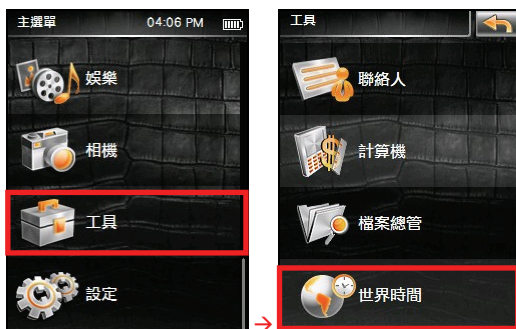 主選單 04:06 PM
娛樂
相機
工具
設定
→
工具
聯絡人
計算機
檔案總管
世界時間